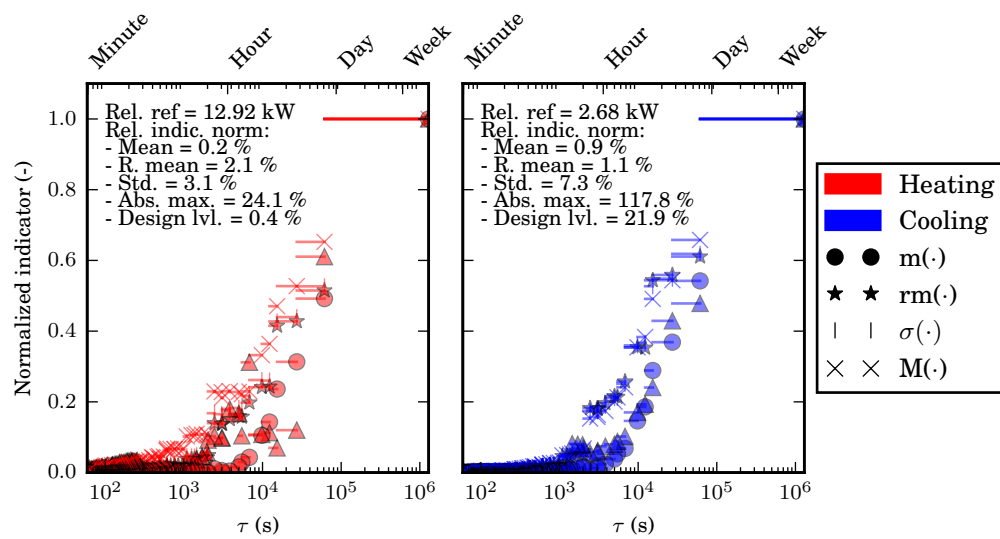 Minute
Hour
Day
Week
Minute
Hour
Day
Week
Normalized indicator (-)
1.0
0.8
0.6
0.4
0.2
0.0
Rel. ref = 12.92 kW
Rel. indic. norm:
- Mean = 0.2 %
- R. mean = 2.1 %
- Std. = 3.1 %
- Abs. max. = 24.1 %
- Design lvl. = 0.4 %
Rel. ref = 2.68 kW
Rel. indic. norm:
- Mean = 0.9 %
- R. mean = 1.1 %
- Std. = 7.3 %
- Abs. max. = 117.8 %
- Design lvl. = 21.9 %
10² 10³ 10⁴ 10⁵ 10⁶
τ (s)
10² 10³ 10⁴ 10⁵ 10⁶
τ (s)
Heating
Cooling
m(·)
rm(·)
σ(·)
M(·)